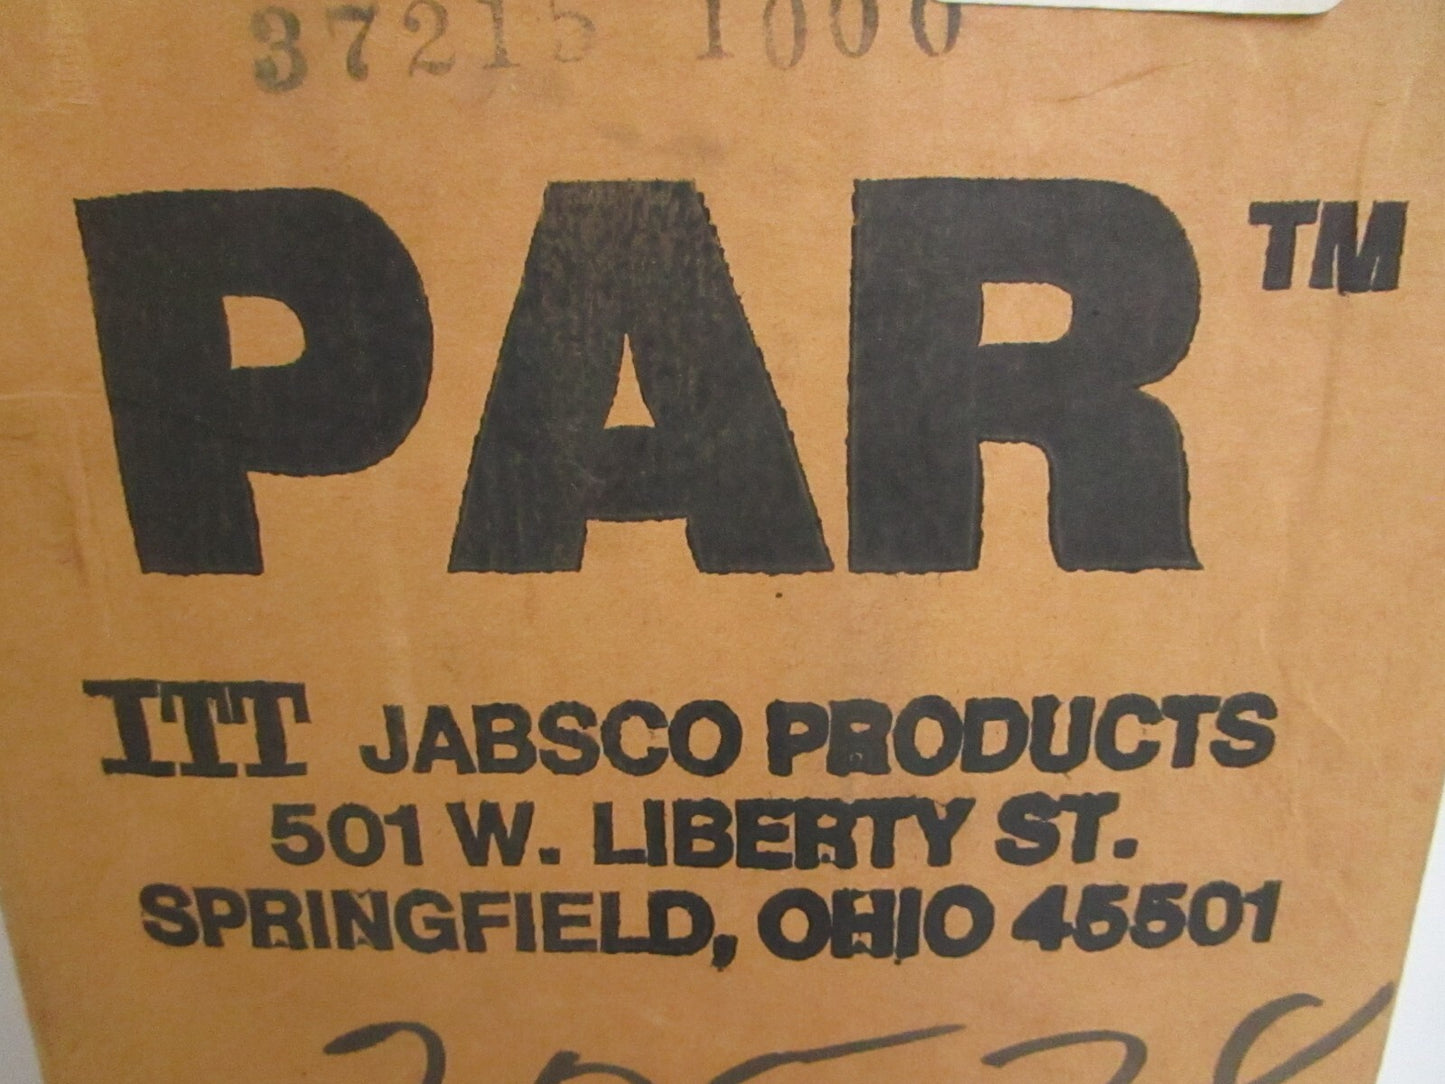 37215 1000
PAR™
ITT JABSCO PRODUCTS
501 W. LIBERTY ST.
SPRINGFIELD, OHIO 45501